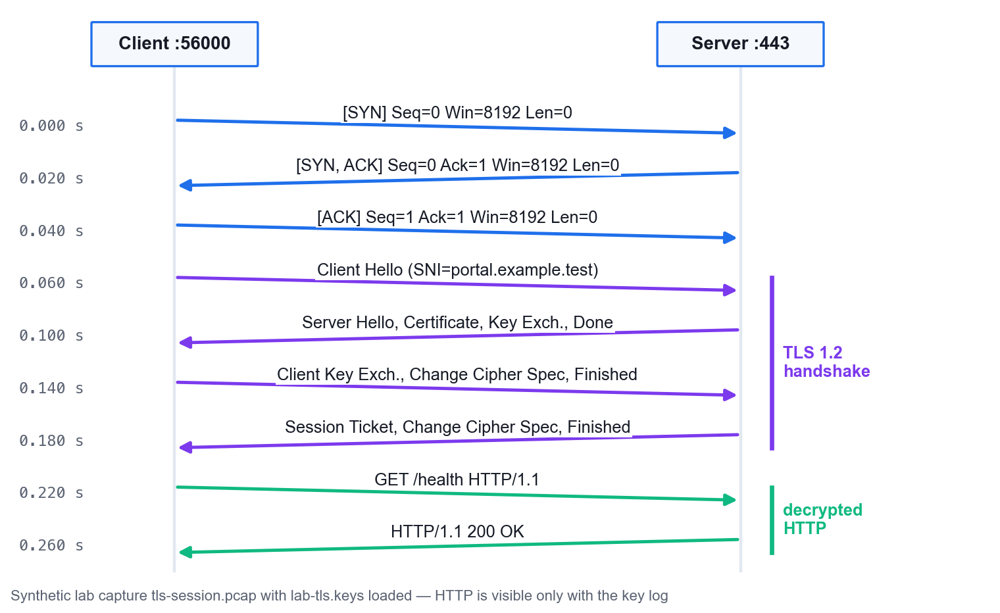 Client :56000
Server :443
[SYN] Seq=0 Win=8192 Len=0
0.000 s
[SYN, ACK] Seq=0 Ack=1 Win=8192 Len=0
0.020 s
[ACK] Seq=1 Ack=1 Win=8192 Len=0
0.040 s
Client Hello (SNI=portal.example.test)
0.060 s
Server Hello, Certificate, Key Exch., Done
0.100 s
TLS 1.2
handshake
Client Key Exch., Change Cipher Spec, Finished
0.140 s
Session Ticket, Change Cipher Spec, Finished
0.180 s
GET /health HTTP/1.1
0.220 s
decrypted
HTTP
HTTP/1.1 200 OK
0.260 s
Synthetic lab capture tls-session.pcap with lab-tls.keys loaded — HTTP is visible only with the key log